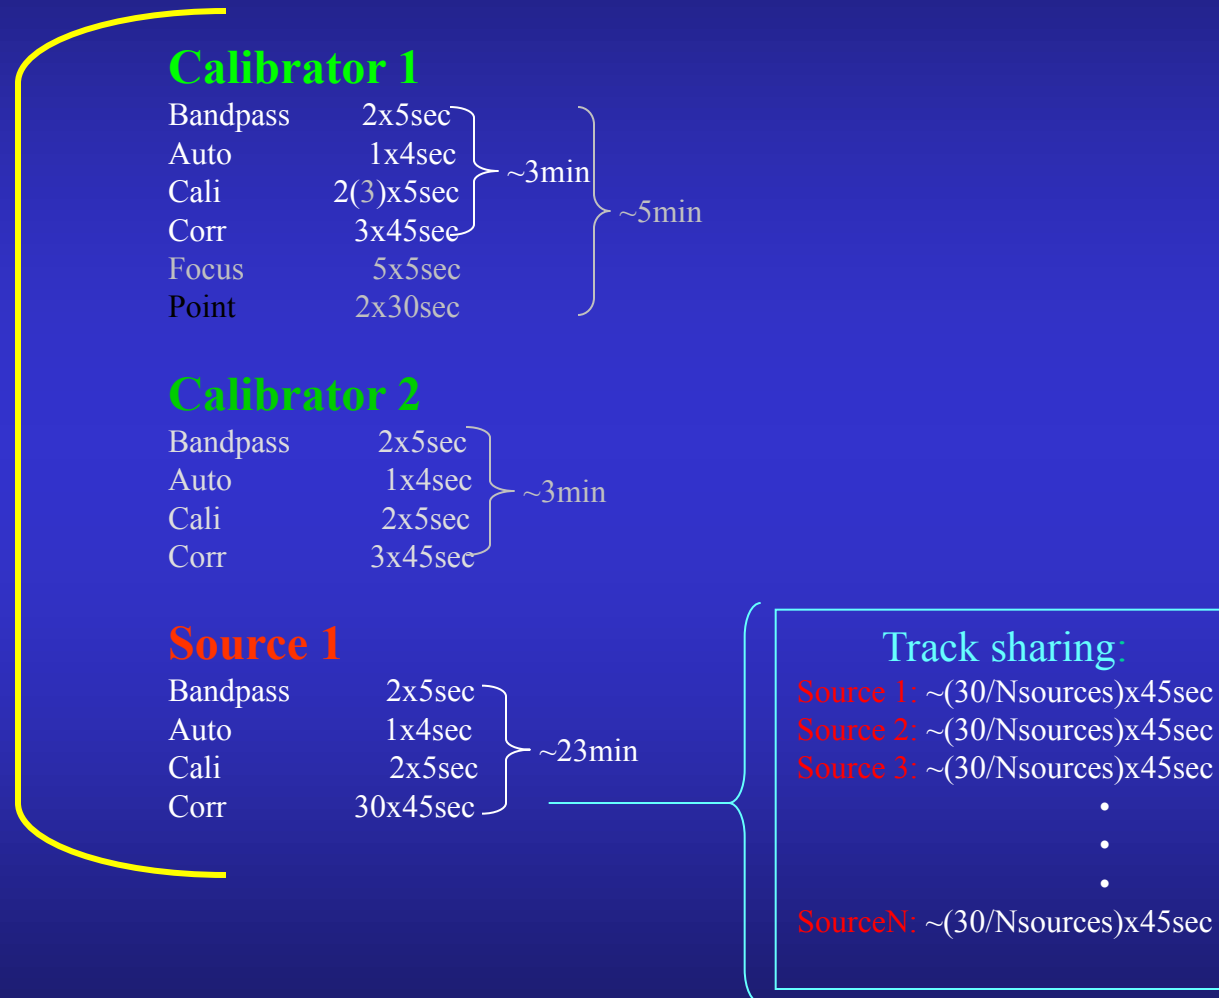 Calibrator 1
Bandpass 2x5sec
Auto 1x4sec
~3min
Cali 2(3)x5sec
~5min
Corr 3x45sec
Focus 5x5sec
Point 2x30sec
Calibrator 2
Bandpass 2x5sec
Auto 1x4sec
~3min
Cali 2x5sec
Corr 3x45sec
Source 1
Bandpass 2x5sec
Auto 1x4sec
~23min
Cali 2x5sec
Corr 30x45sec
Track sharing:
Source 1: ~(30/Nsources)x45sec
Source 2: ~(30/Nsources)x45sec
Source 3: ~(30/Nsources)x45sec
•
•
•
SourceN: ~(30/Nsources)x45sec